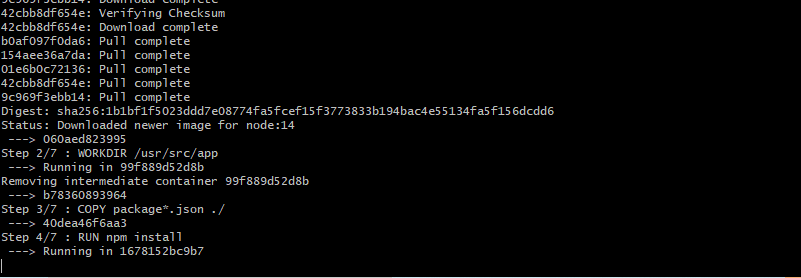 9c969f3ebb14: Download complete
42cbb8df654e: Verifying Checksum
42cbb8df654e: Download complete
b0af097f0da6: Pull complete
154aee36a7da: Pull complete
01e6b0c72136: Pull complete
42cbb8df654e: Pull complete
9c969f3ebb14: Pull complete
Digest: sha256:1b1bf1f5023ddd7e08774fa5fcef15f3773833b194bac4e55134fa5f156dcdd6
Status: Downloaded newer image for node:14
---> 060aed823995
Step 2/7 : WORKDIR /usr/src/app
---> Running in 99f889d52d8b
Removing intermediate container 99f889d52d8b
---> b78360893964
Step 3/7 : COPY package*.json ./
---> 40dea46f6aa3
Step 4/7 : RUN npm install
---> Running in 1678152bc9b7